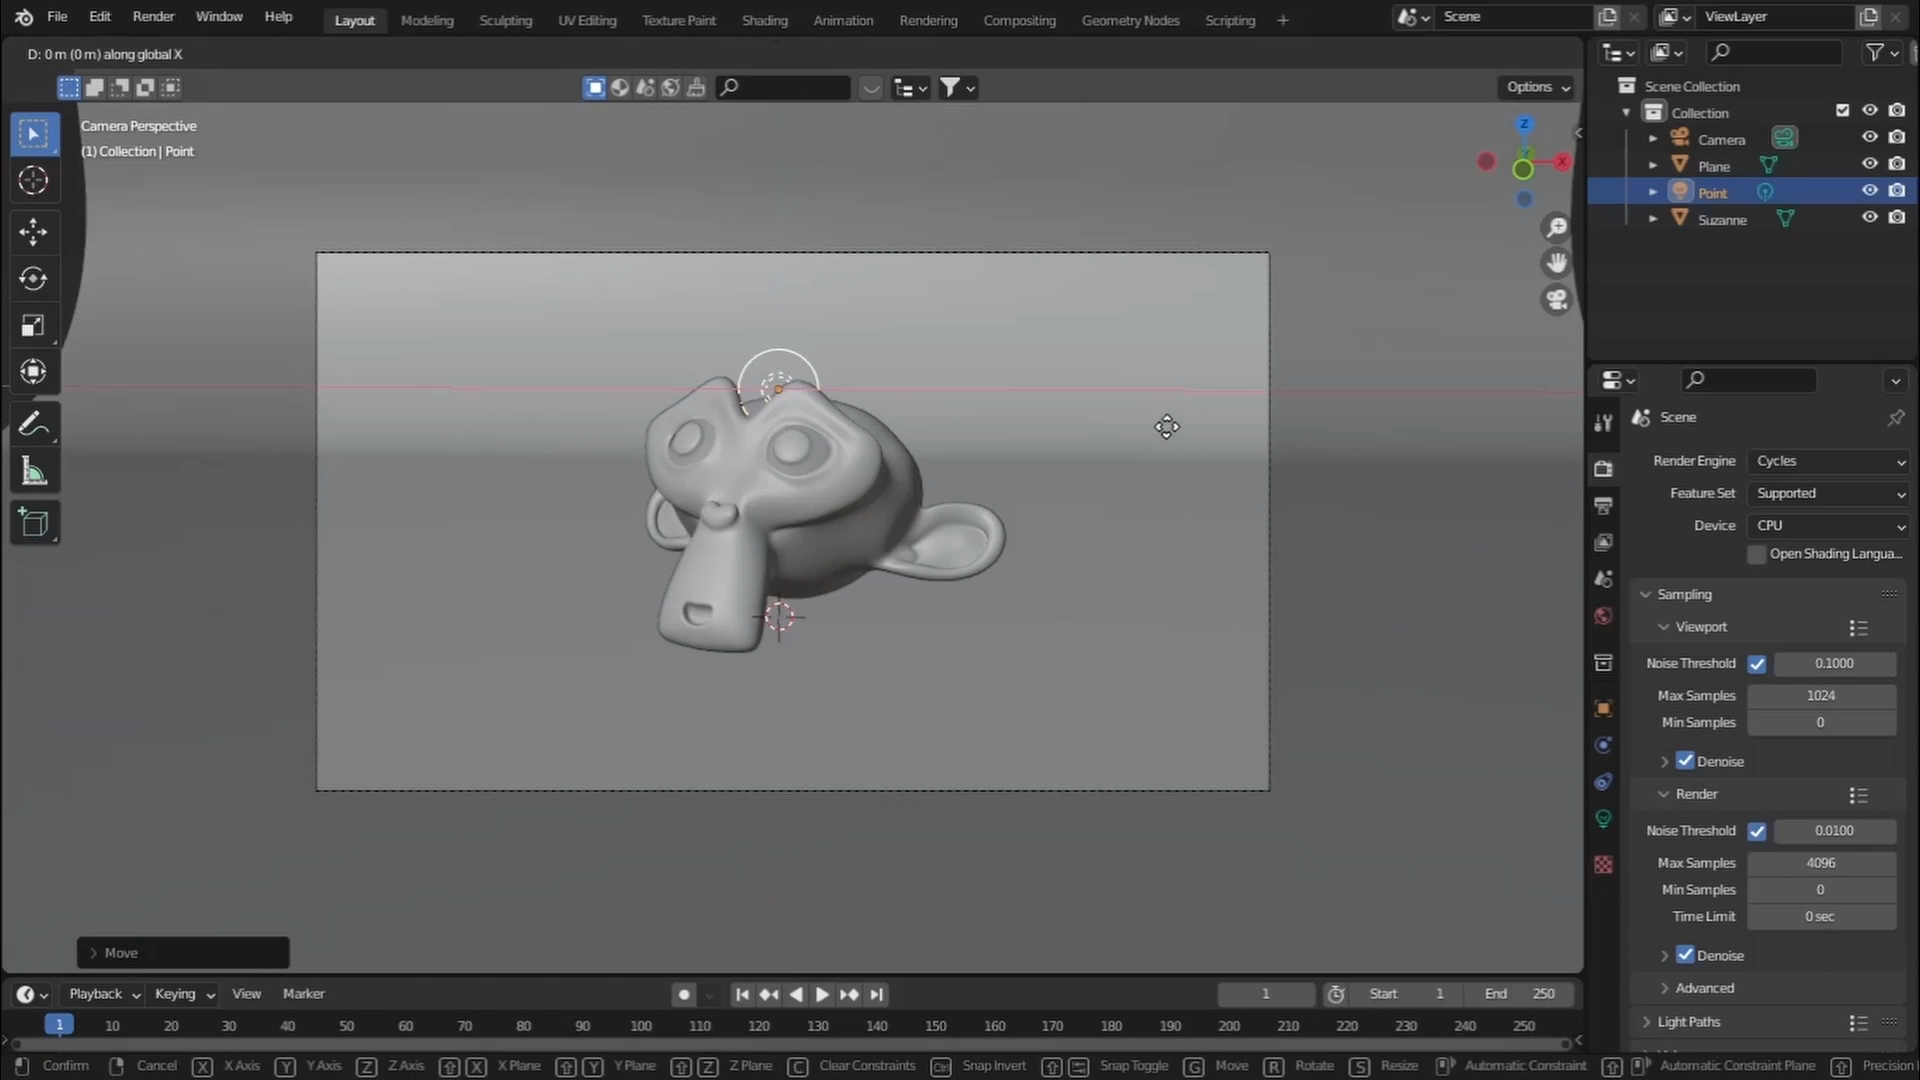 File Edit Render Window Help Layout Modeling Sculpting UV Editing Texture Paint Shading Animation Rendering Compositing Geometry Nodes Scripting + Scene ViewLayer
D: 0 m (0 m) along global X
Options
Camera Perspective
(1) Collection | Point
Z
X
Scene Collection
Collection
Camera
Plane
Point
Suzanne
Scene
Render Engine Cycles
Feature Set Supported
Device CPU
Open Shading Langua...
Sampling
Viewport
Noise Threshold 0.1000
Max Samples 1024
Min Samples 0
Denoise
Render
Noise Threshold 0.0100
Max Samples 4096
Min Samples 0
Time Limit 0 sec
Denoise
Advanced
Light Paths
Move
Playback Keying View Marker 1 Start 1 End 250
1 10 20 30 40 50 60 70 80 90 100 110 120 130 140 150 160 170 180 190 200 210 220 230 240 250
Confirm Cancel X X Axis Y Y Axis Z Z Axis X X Plane Y Y Plane Z Z Plane C Clear Constraints Ctrl Snap Invert Snap Toggle G Move R Rotate S Resize Automatic Constraint Automatic Constraint Plane Precision